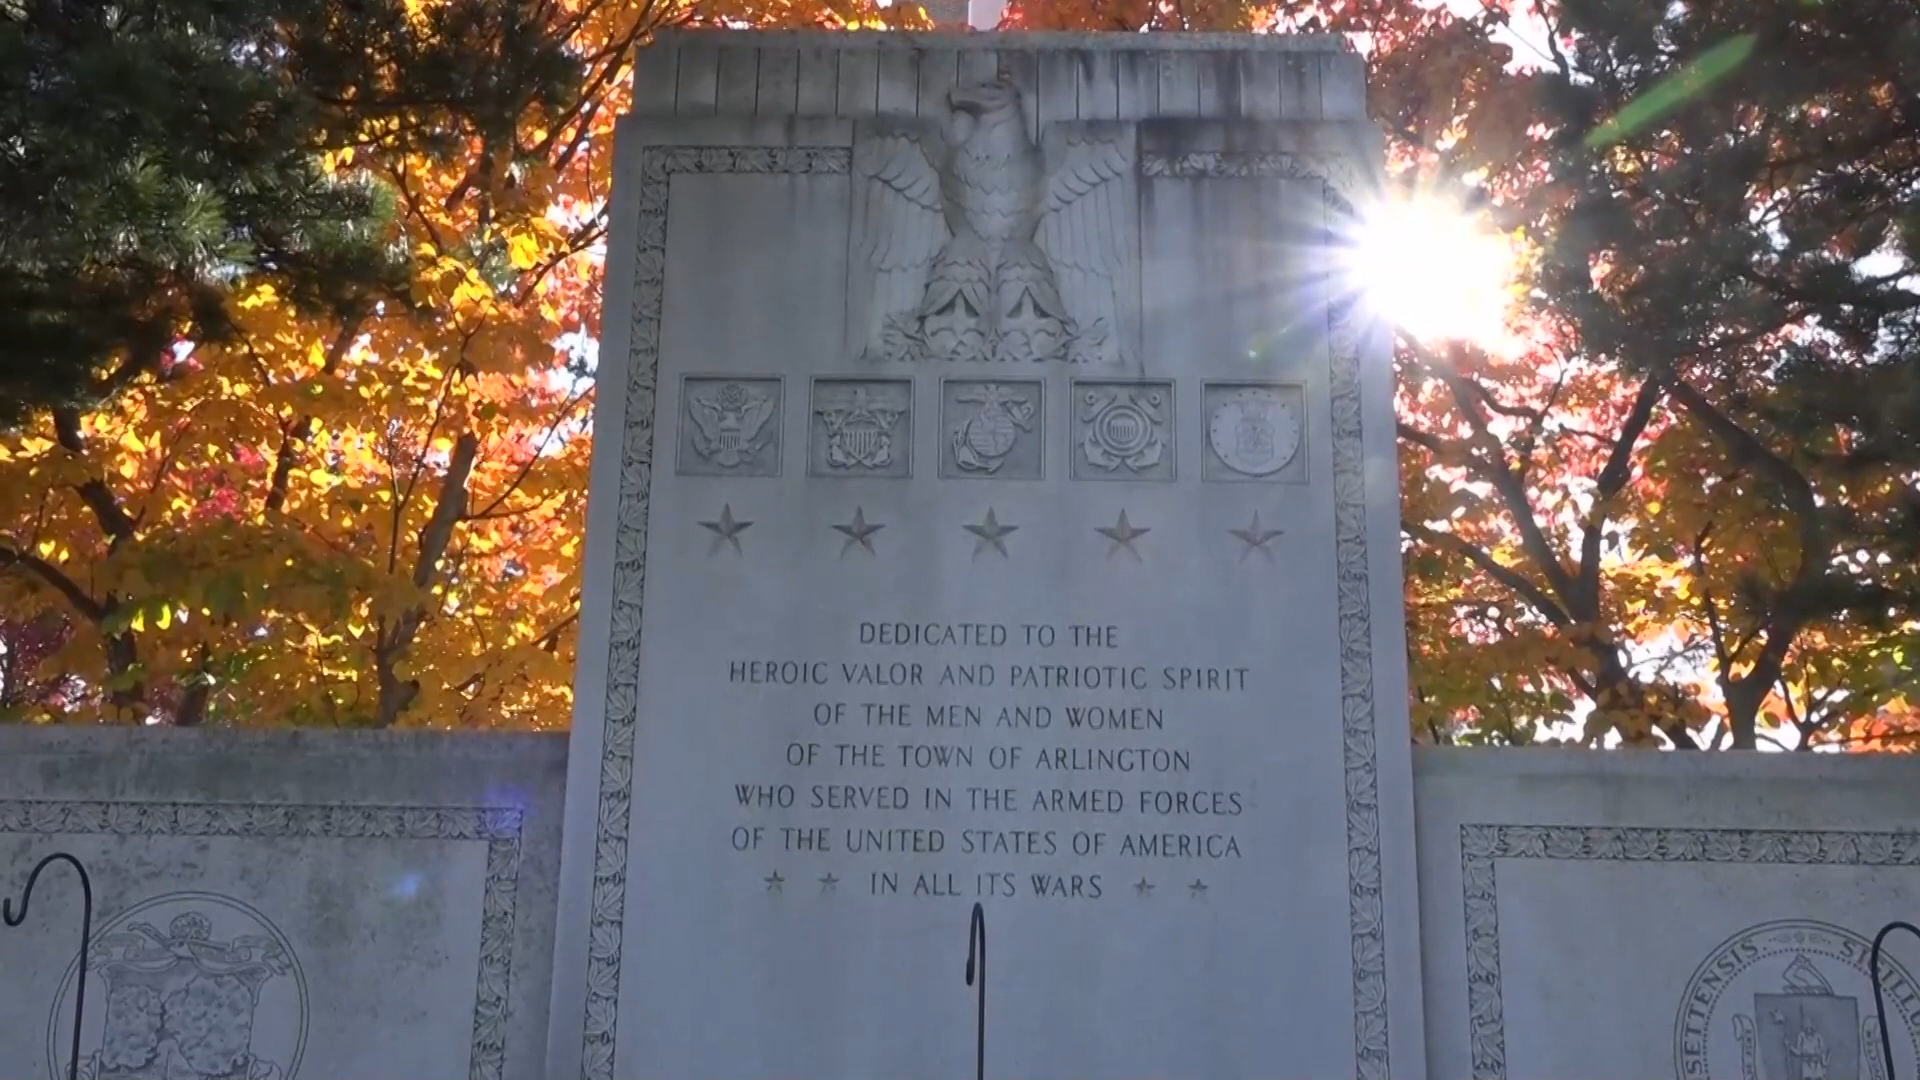 DEDICATED TO THE
HEROIC VALOR AND PATRIOTIC SPIRIT
OF THE MEN AND WOMEN
OF THE TOWN OF ARLINGTON
WHO SERVED IN THE ARMED FORCES
OF THE UNITED STATES OF AMERICA
IN ALL ITS WARS
SETTENSIS